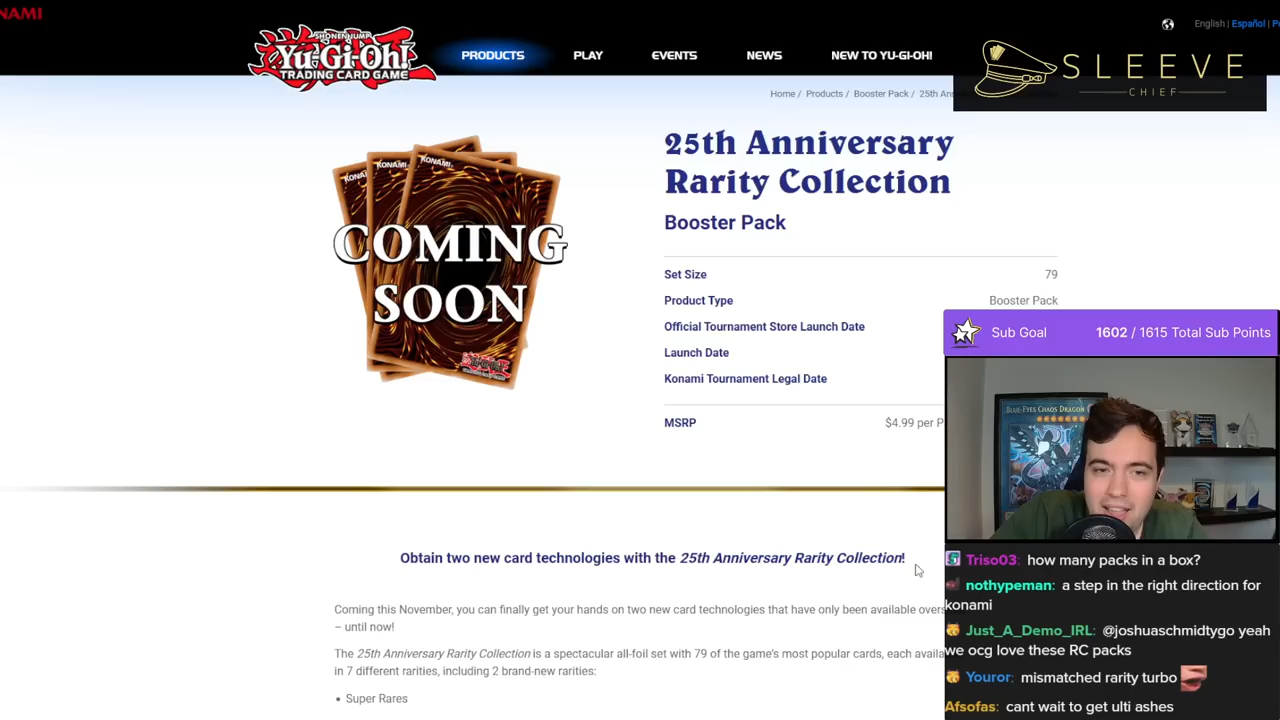 NAMI
SHONEN JUMP
Yu-Gi-Oh!
TRADING CARD GAME
PRODUCTS
PLAY
EVENTS
NEWS
NEW TO YU-GI-OH!
English | Español |
SLEEVE
CHIEF
Home / Products / Booster Pack / 25th
25th Anniversary
Rarity Collection
Booster Pack
KONAMI
KONAMI
COMING
SOON
Set Size 79
Product Type Booster Pack
Official Tournament Store Launch Date
Launch Date
Konami Tournament Legal Date
MSRP $4.99 per
Sub Goal 1602 / 1615 Total Sub Points
BLUE-EYES CHAOS DRAGON
Obtain two new card technologies with the 25th Anniversary Rarity Collection!
Coming this November, you can finally get your hands on two new card technologies that have only been available
– until now!
The 25th Anniversary Rarity Collection is a spectacular all-foil set with 79 of the game's most popular cards, each
in 7 different rarities, including 2 brand-new rarities:
• Super Rares
Triso03: how many packs in a box?
nothypeman: a step in the right direction for
konami
Just_A_Demo_IRL: @joshuaschmidtygo yeah
we ocg love these RC packs
Youror: mismatched rarity turbo
Afsofas: cant wait to get ulti ashes